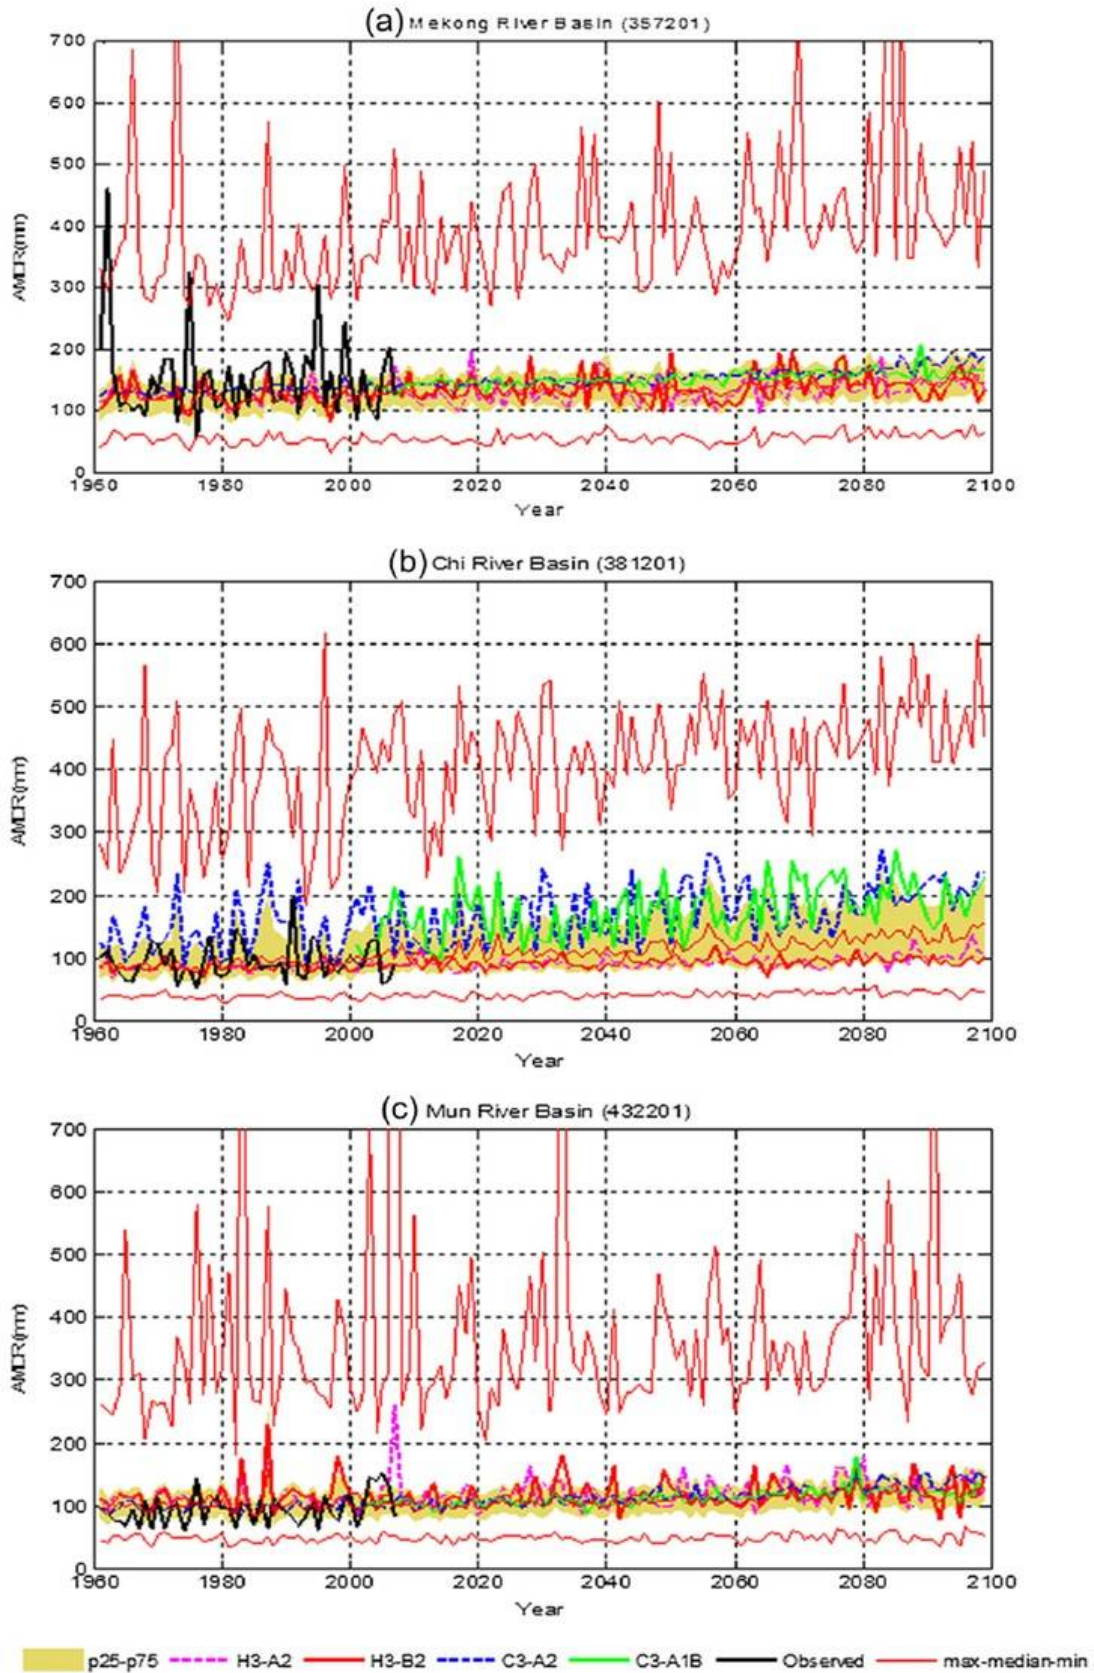 (a) Mekong River Basin (357201)
700
600
500
400
300
200
100
0
AMDR(mm)
1960 1980 2000 2020 2040 2060 2080 2100
Year
(b) Chi River Basin (381201)
700
600
500
400
300
200
100
0
AMDR(mm)
1960 1980 2000 2020 2040 2060 2080 2100
Year
(c) Mun River Basin (432201)
700
600
500
400
300
200
100
0
AMDR(mm)
1960 1980 2000 2020 2040 2060 2080 2100
Year
p25-p75 H3-A2 H3-B2 C3-A2 C3-A1B Observed max-median-min